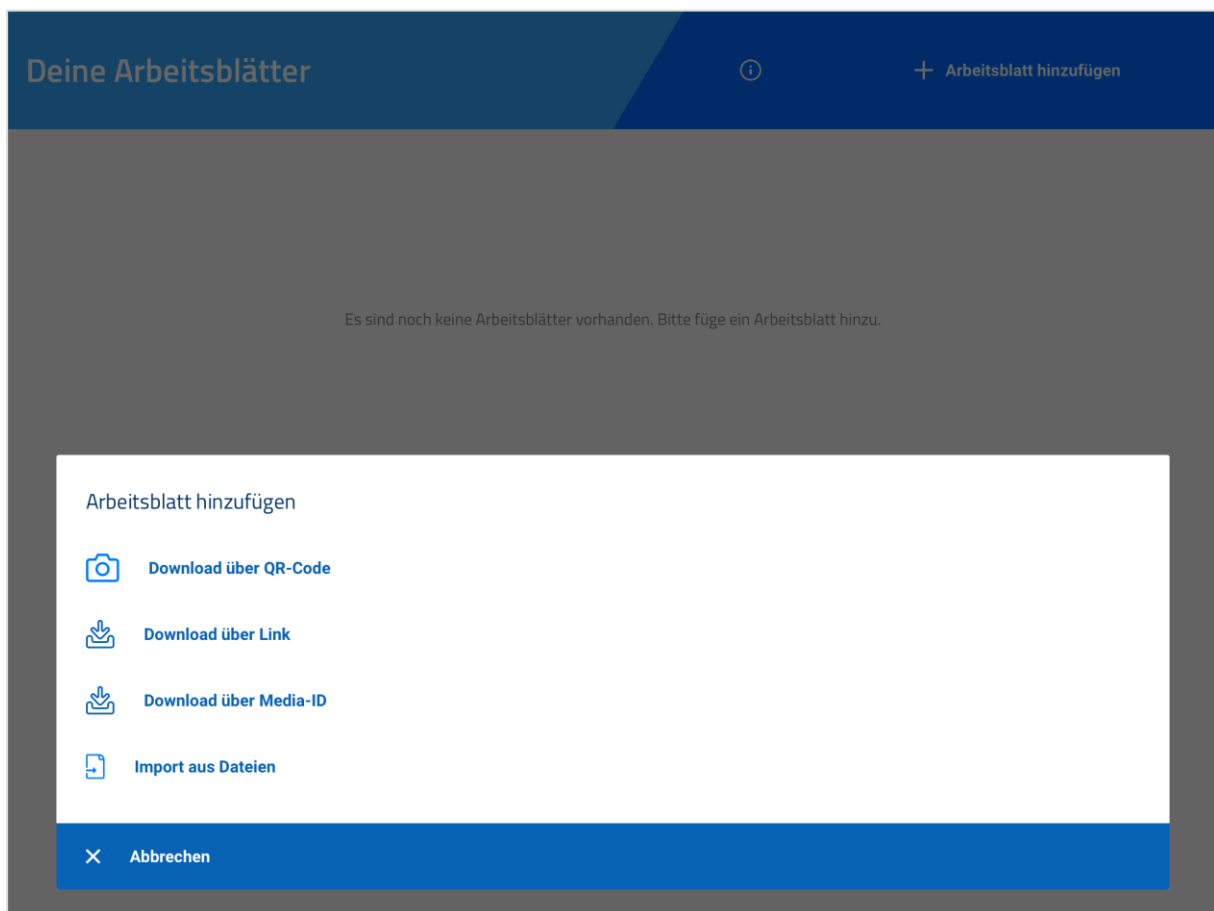 Deine Arbeitsblätter
Arbeitsblatt hinzufügen
Es sind noch keine Arbeitsblätter vorhanden. Bitte füge ein Arbeitsblatt hinzu.
Arbeitsblatt hinzufügen
Download über QR-Code
Download über Link
Download über Media-ID
Import aus Dateien
Abbrechen